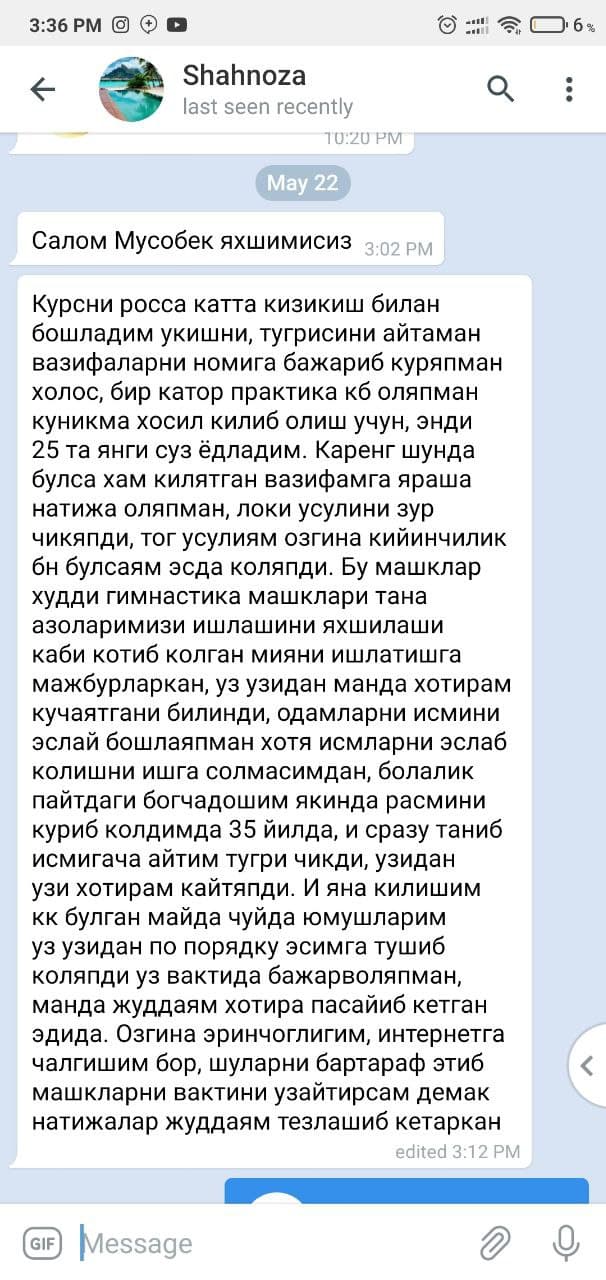 3:36 PM
6%
Shahnoza
last seen recently
10:20 PM
May 22
Салом Мусобек яхшимисиз 3:02 PM
Курсни росса катта кизикиш билан
бошладим укишни, тугрисини айтаман
вазифаларни номига бажариб куряпман
холос, бир катор практика кб оляпман
куникма хосил килиб олиш учун, энди
25 та янги суз ёдладим. Каренг шунда
булса хам килятган вазифамга яраша
натижа оляпман, локи усулини зур
чикяпди, тог усулиям озгина кийинчилик
бн булсаям эсда коляпди. Бу машклар
худди гимнастика машклари тана
азоларимизи ишлашини яхшилаши
каби котиб колган мияни ишлатишга
мажбурларкан, уз узидан манда хотирам
кучаятгани билинди, одамларни исмини
эслай бошлаяпман хотя исмларни эслаб
колишни ишга солмасимдан, болалик
пайтдаги богчадошим якинда расмини
куриб колдимда 35 йилда, и сразу таниб
исмигача айтим тугри чикди, узидан
узи хотирам кайтяпди. И яна килишим
кк булган майда чуйда юмушларим
уз узидан по порядку эсимга тушиб
коляпди уз вактида бажарволяпман,
манда жуддаям хотира пасайиб кетган
эдида. Озгина эринчоглигим, интернетга
чалгишим бор, шуларни бартараф этиб
машкларни вактини узайтирсам демак
натижалар жуддаям тезлашиб кетаркан
edited 3:12 PM
GIF Message